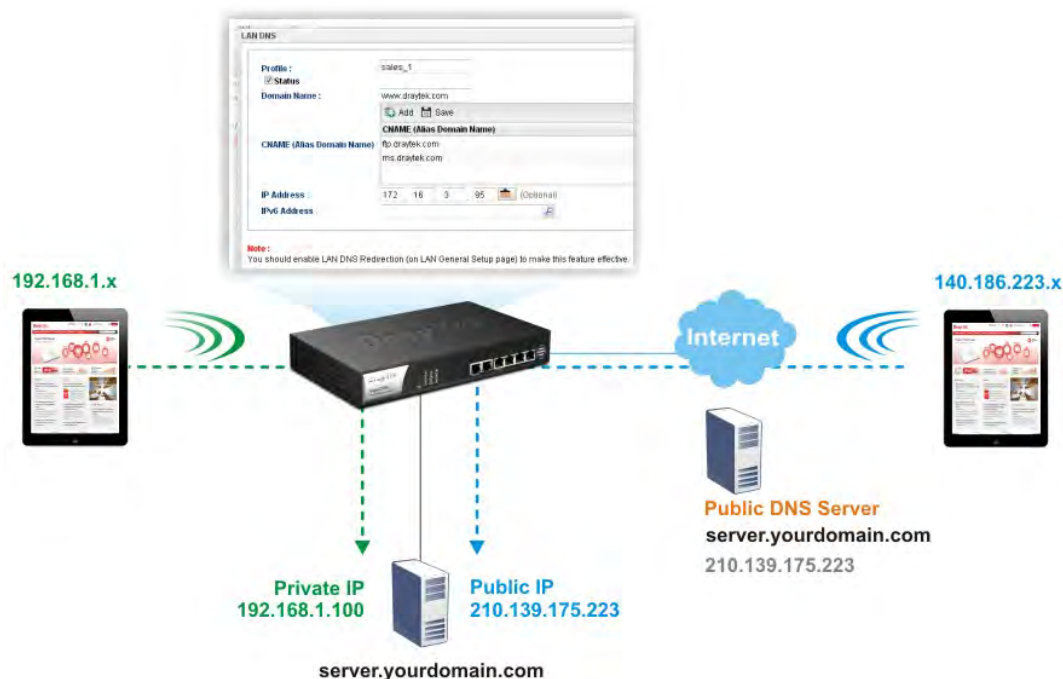 LAN DNS
Profile : sales_1
Status
Domain Name : www.draytek.com
Add Save
CNAME (Alias Domain Name)
CNAME (Alias Domain Name) ftp.draytek.com
ms.draytek.com
IP Address : 172 16 3 95 (Optional)
IPv6 Address
Note :
You should enable LAN DNS Redirection (on LAN General Setup page) to make this feature effective.
192.168.1.x
140.186.223.x
Internet
Public DNS Server
server.yourdomain.com
210.139.175.223
Private IP
192.168.1.100
Public IP
210.139.175.223
server.yourdomain.com